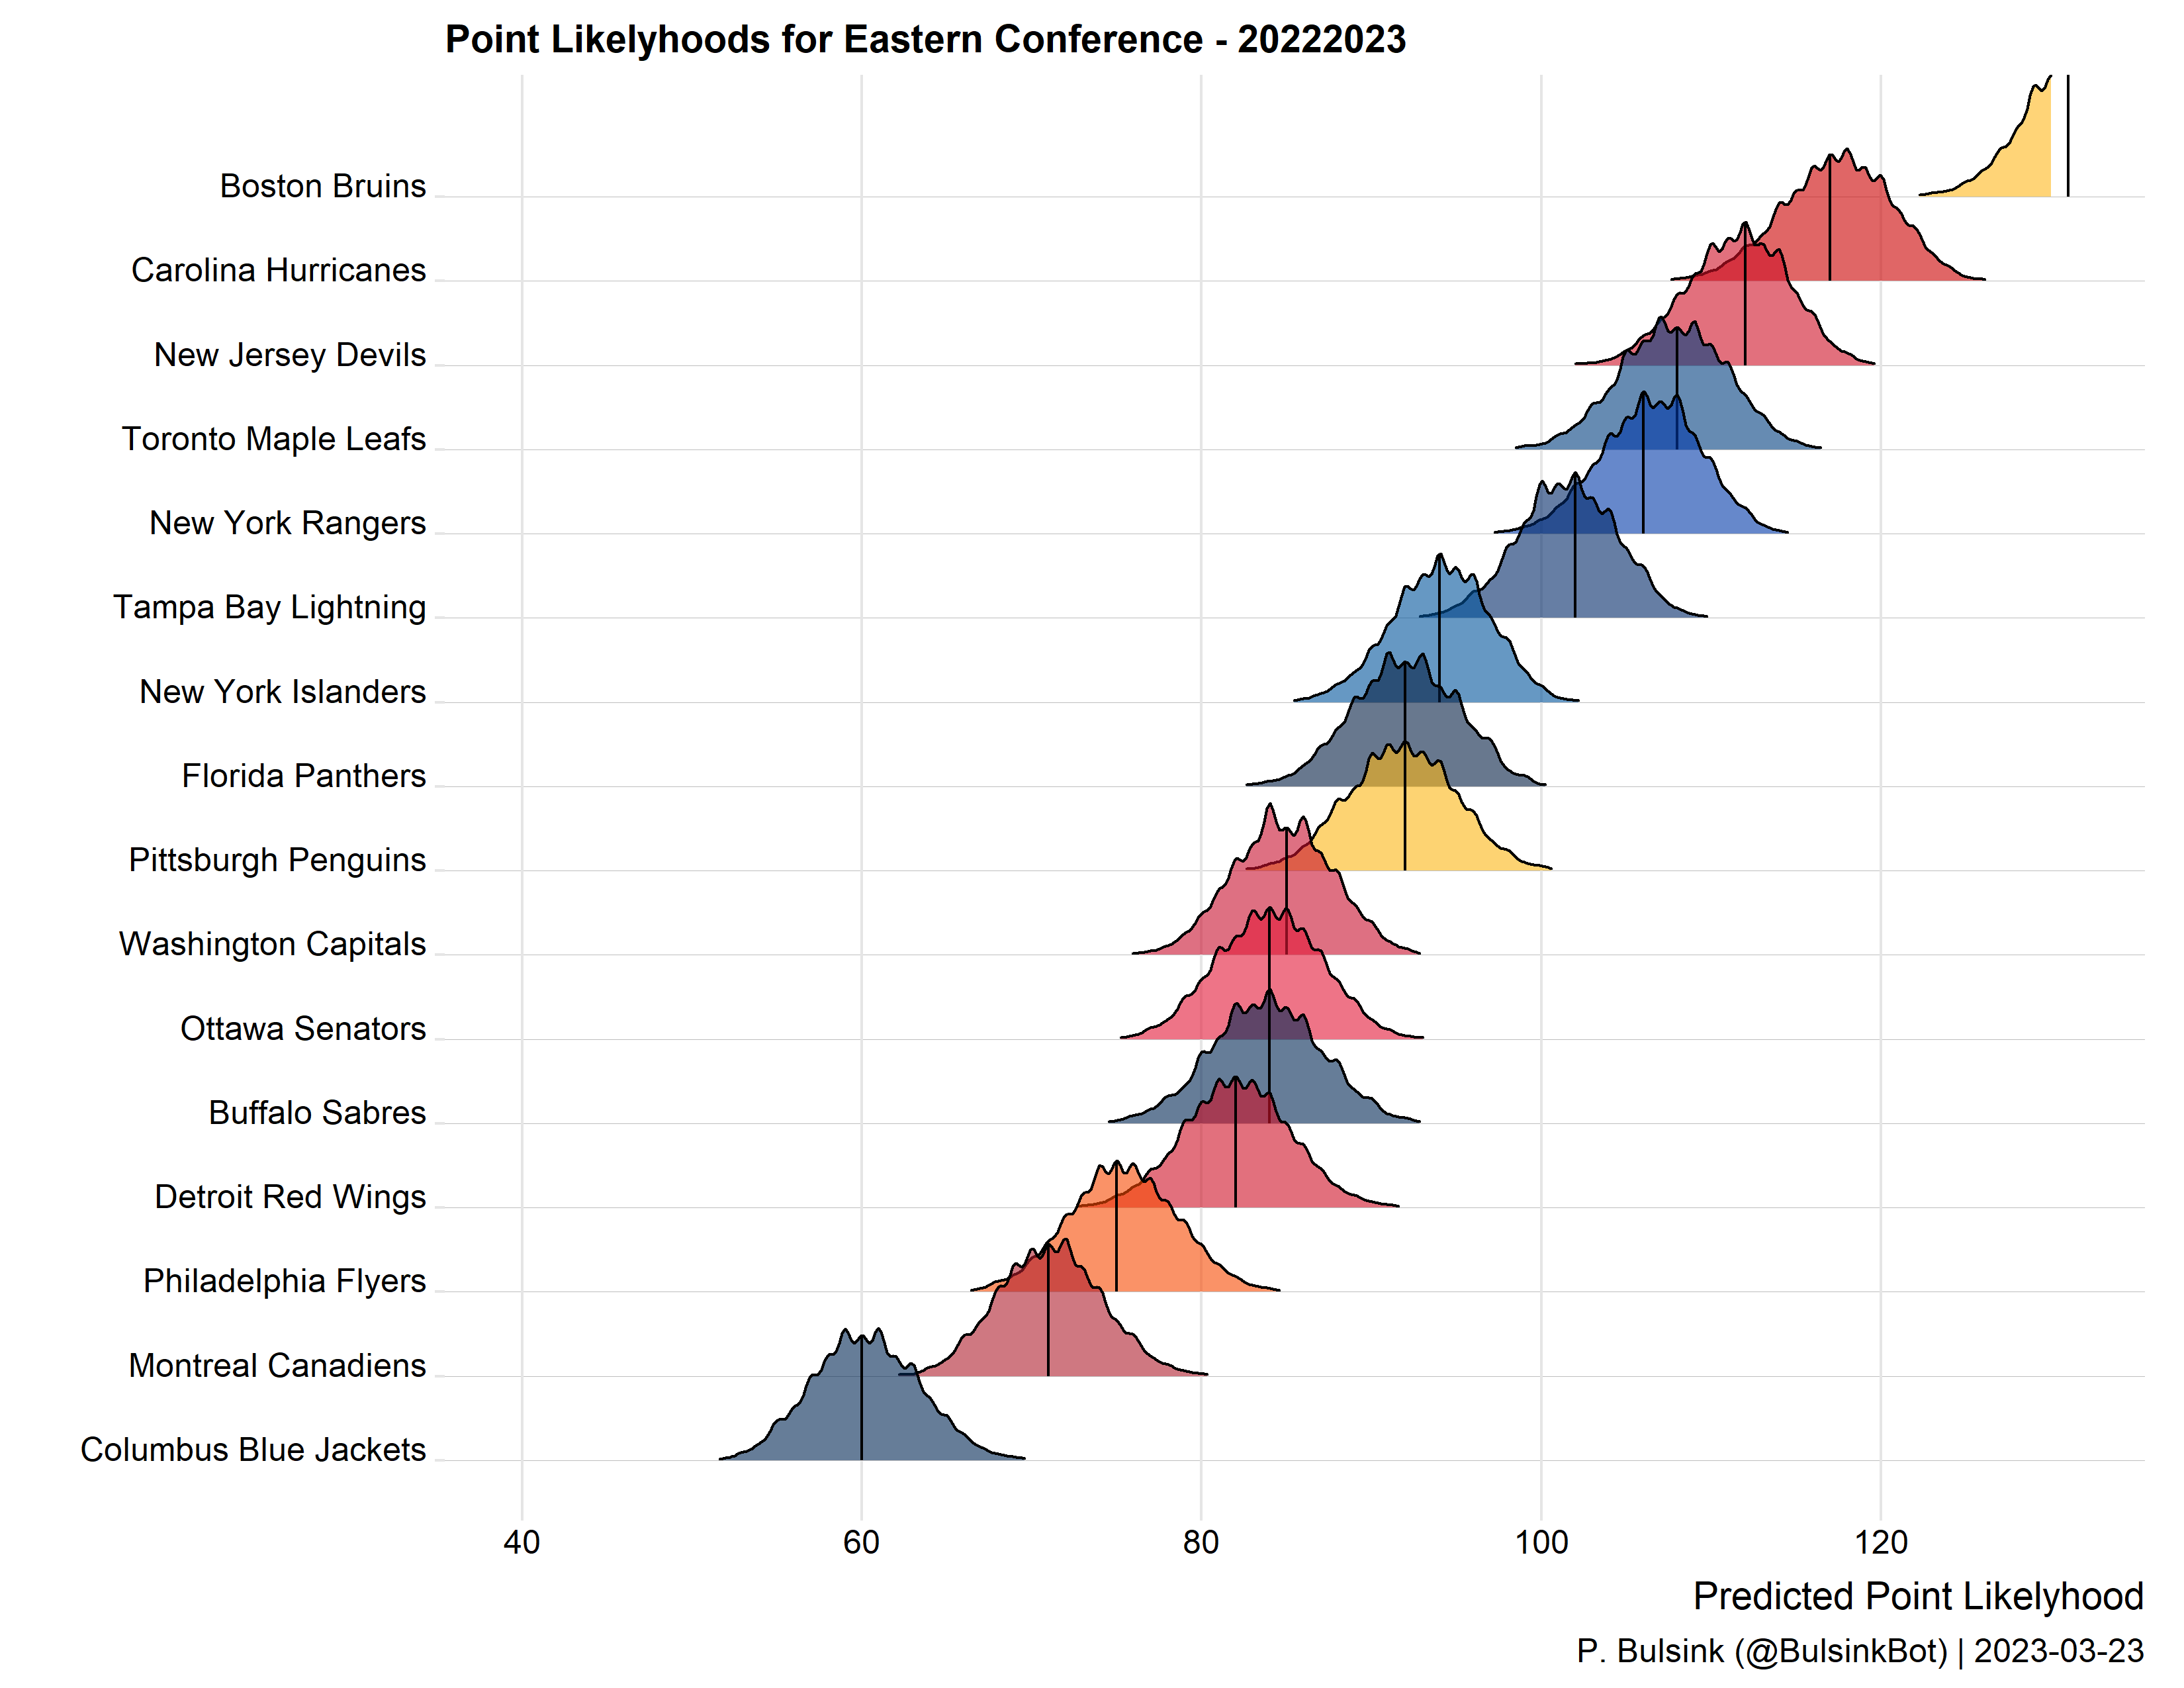 Point Likelyhoods for Eastern Conference - 20222023
Boston Bruins
Carolina Hurricanes
New Jersey Devils
Toronto Maple Leafs
New York Rangers
Tampa Bay Lightning
New York Islanders
Florida Panthers
Pittsburgh Penguins
Washington Capitals
Ottawa Senators
Buffalo Sabres
Detroit Red Wings
Philadelphia Flyers
Montreal Canadiens
Columbus Blue Jackets
40 60 80 100 120
Predicted Point Likelyhood
P. Bulsink (@BulsinkBot) | 2023-03-23